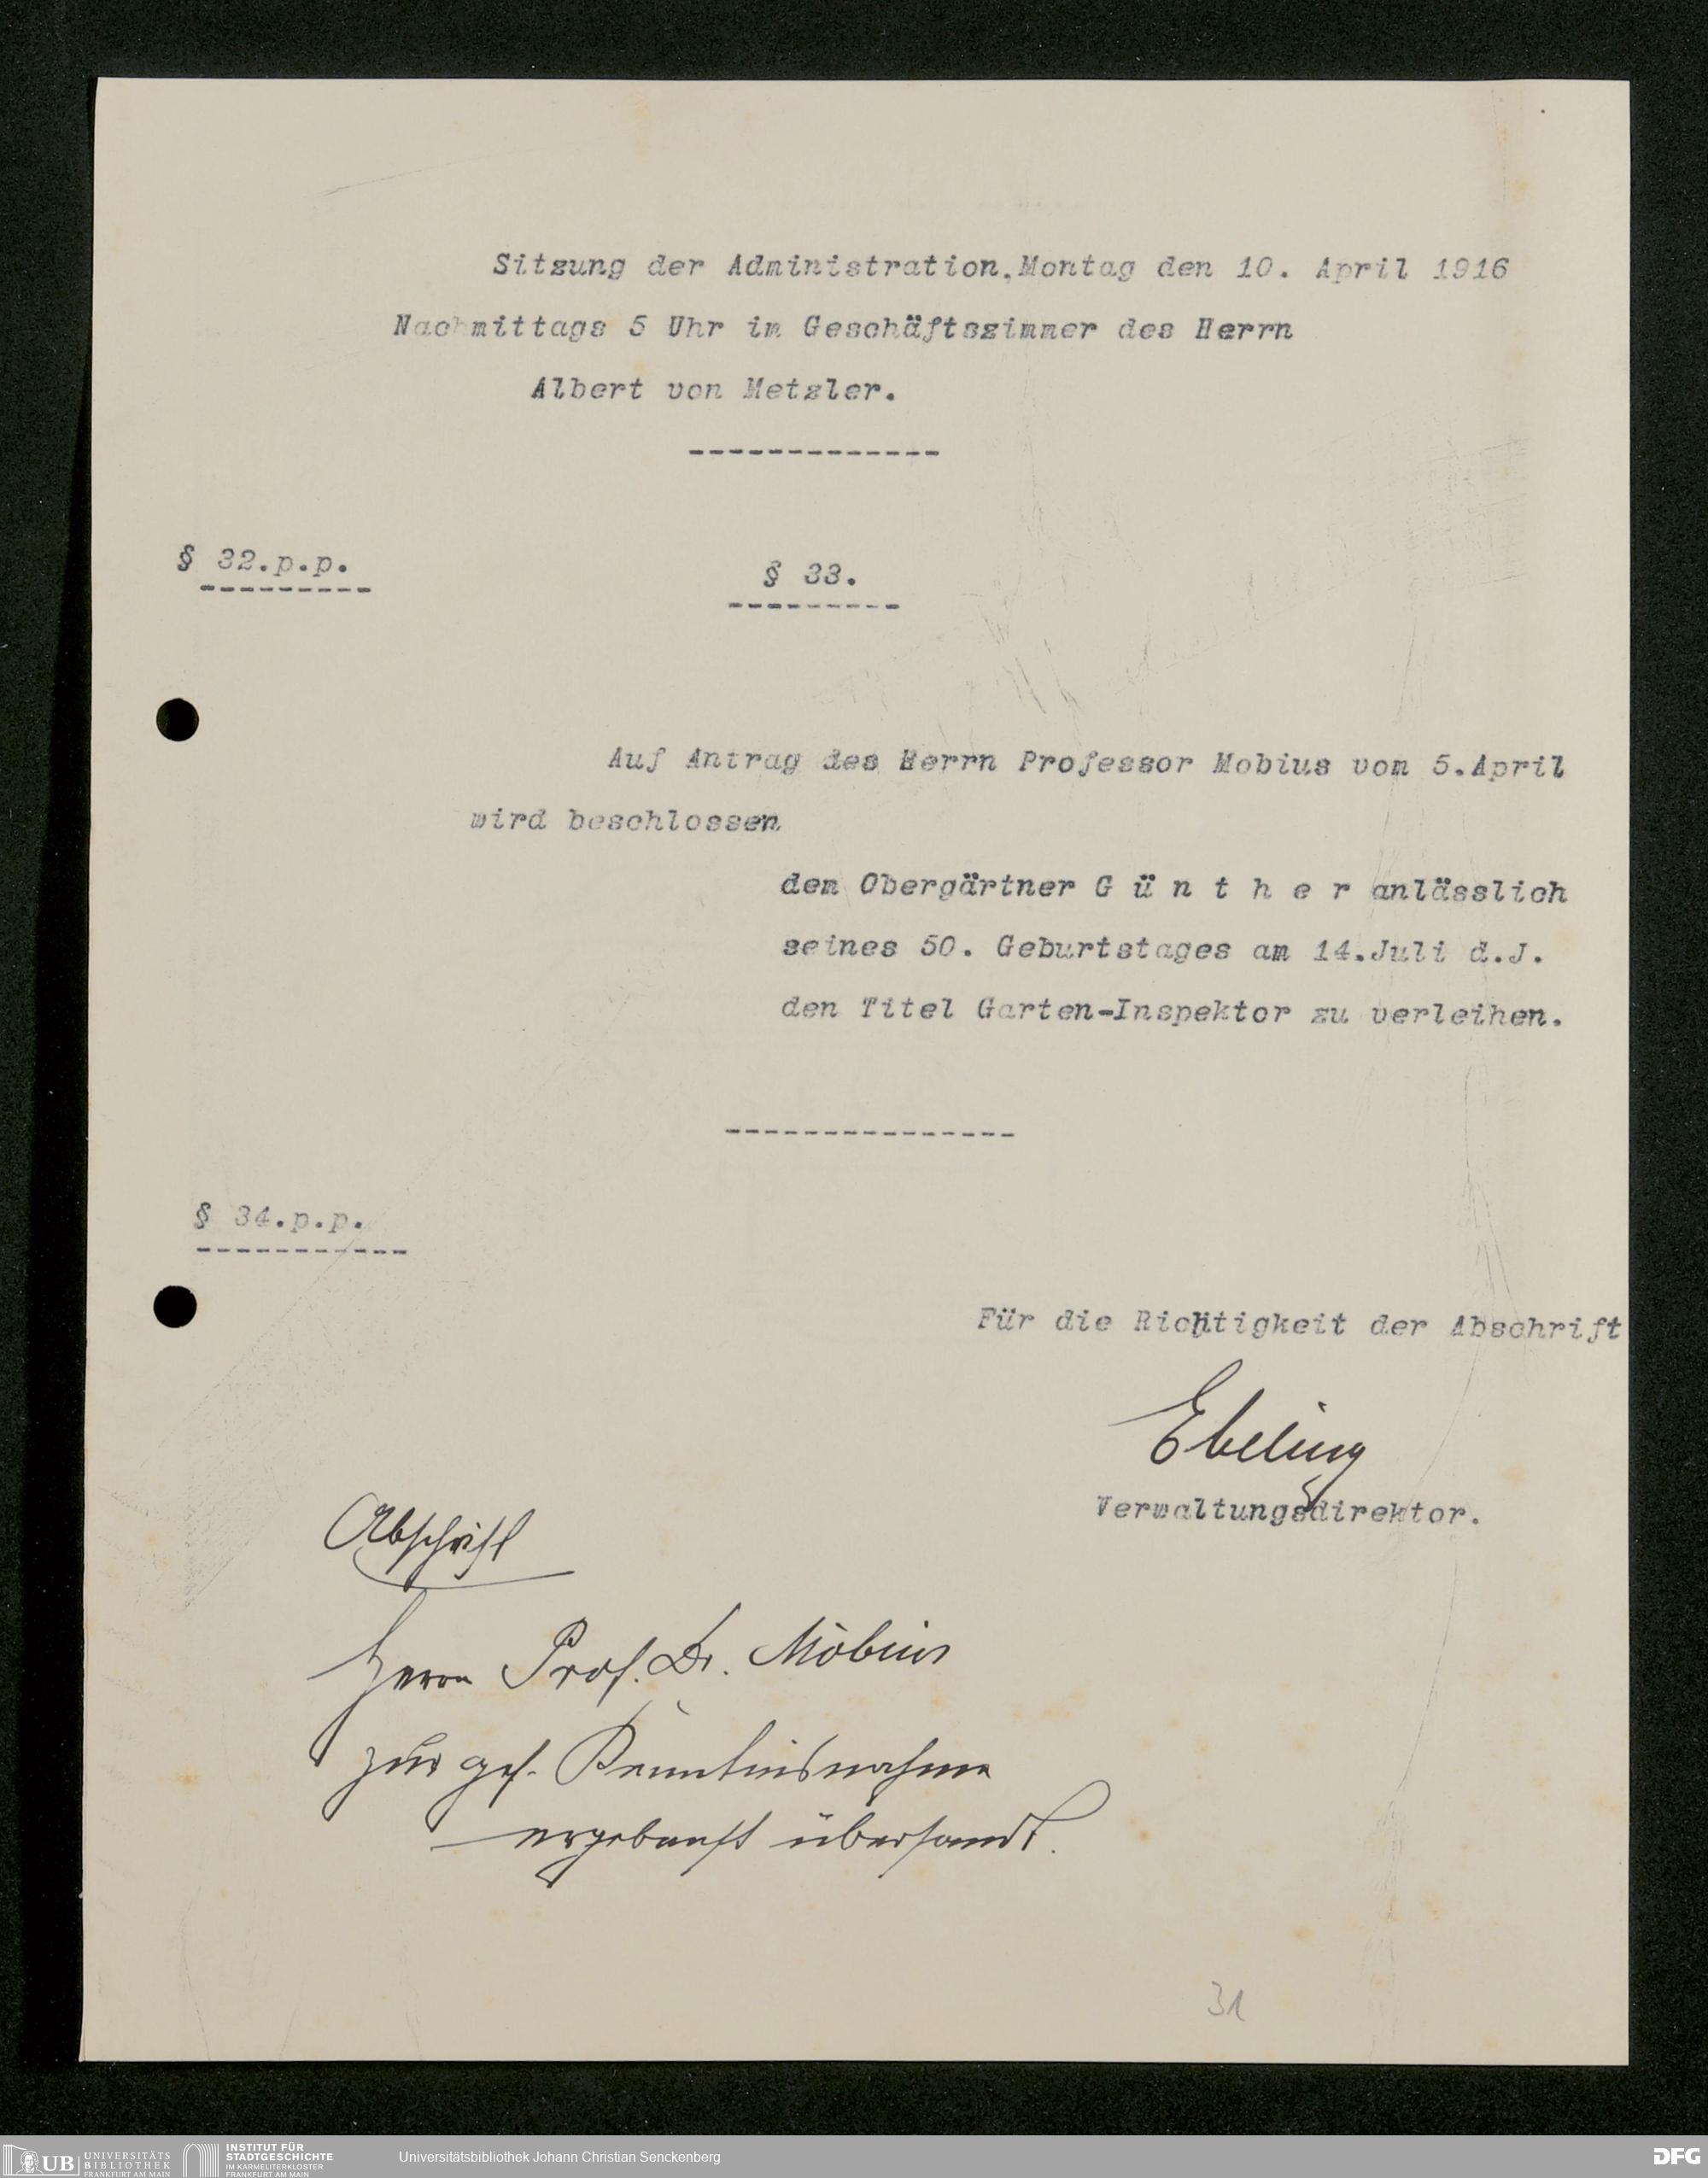 Sitzung der Administration,Montag den 10. April 1916
Nachmittags 5 Uhr im Geschäftszimmer des Herrn
Albert von Metzler.
§ 32.p.p.
§ 33.
Auf Antrag des Herrn Professor Mobius vom 5.April
wird beschlossen
dem Obergärtner G ü n t h e r anlässlich
seines 50. Geburtstages am 14.Juli d.J.
den Titel Garten-Inspektor zu verleihen.
§ 34.p.p.
Für die Richtigkeit der Abschrift
Ebeling
Verwaltungsdirektor.
Abschrift
Herrn Prof. Dr. Möbius
zur gef. Kenntnisnahme
ergebenst übersandt.
31
UB UNIVERSITÄTS BIBLIOTHEK FRANKFURT AM MAIN
INSTITUT FÜR STADTGESCHICHTE IM KARMELITERKLOSTER FRANKFURT AM MAIN
Universitätsbibliothek Johann Christian Senckenberg
DFG